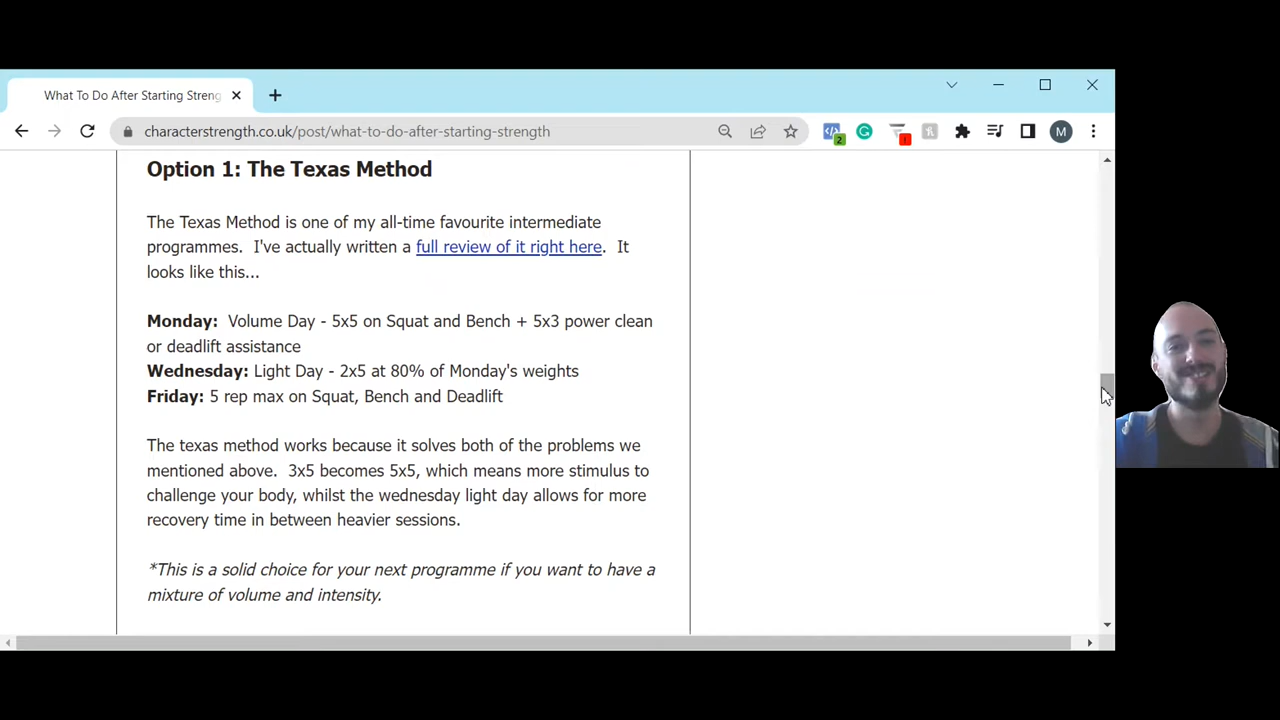 What To Do After Starting Streng
characterstrength.co.uk/post/what-to-do-after-starting-strength
2
!
M
Option 1: The Texas Method
The Texas Method is one of my all-time favourite intermediate
programmes.  I've actually written a full review of it right here.  It
looks like this...
Monday:  Volume Day - 5x5 on Squat and Bench + 5x3 power clean
or deadlift assistance
Wednesday: Light Day - 2x5 at 80% of Monday's weights
Friday: 5 rep max on Squat, Bench and Deadlift
The texas method works because it solves both of the problems we
mentioned above.  3x5 becomes 5x5, which means more stimulus to
challenge your body, whilst the wednesday light day allows for more
recovery time in between heavier sessions.
*This is a solid choice for your next programme if you want to have a
mixture of volume and intensity.